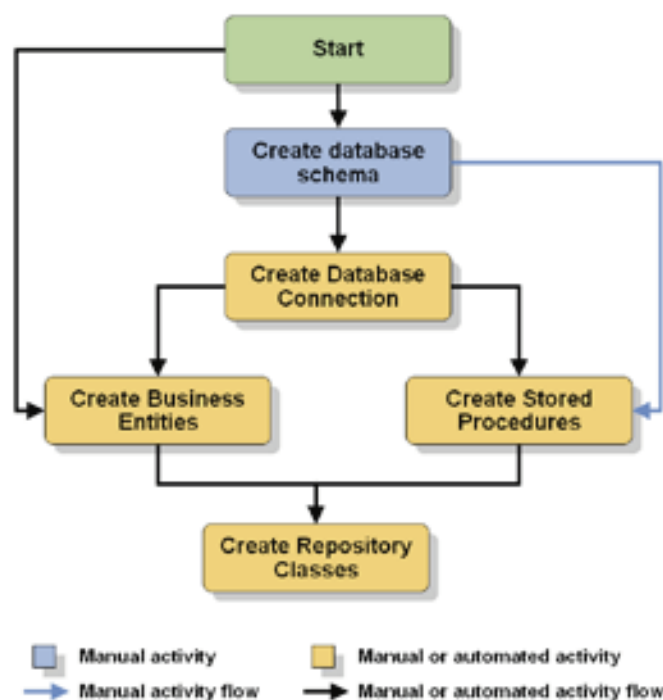 Start
Create database
schema
Create Database
Connection
Create Business
Entities
Create Stored
Procedures
Create Repository
Classes
Manual activity
Manual or automated activity
Manual activity flow
Manual or automated activity flow